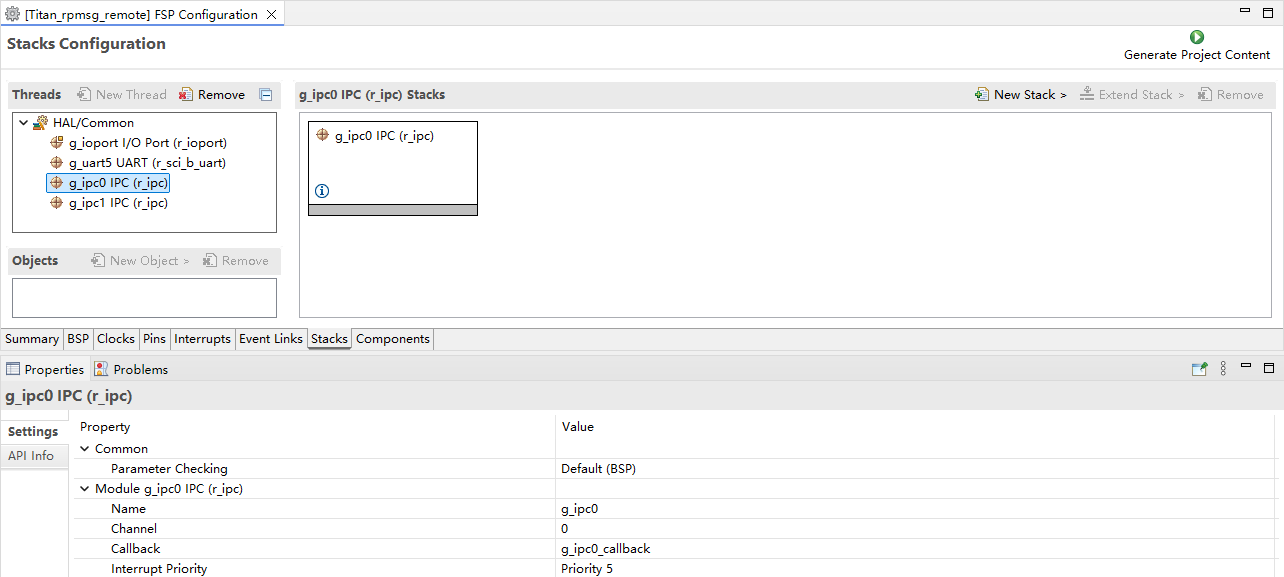 [Titan_rpmsg_remote] FSP Configuration
Stacks Configuration
Generate Project Content
Threads New Thread Remove
HAL/Common
g_ioport I/O Port (r_ioport)
g_uart5 UART (r_sci_b_uart)
g_ipc0 IPC (r_ipc)
g_ipc1 IPC (r_ipc)
Objects New Object > Remove
g_ipc0 IPC (r_ipc) Stacks New Stack > Extend Stack > Remove
g_ipc0 IPC (r_ipc)
Summary BSP Clocks Pins Interrupts Event Links Stacks Components
Properties Problems
g_ipc0 IPC (r_ipc)
Settings
API Info
Property Value
Common
Parameter Checking Default (BSP)
Module g_ipc0 IPC (r_ipc)
Name g_ipc0
Channel 0
Callback g_ipc0_callback
Interrupt Priority Priority 5